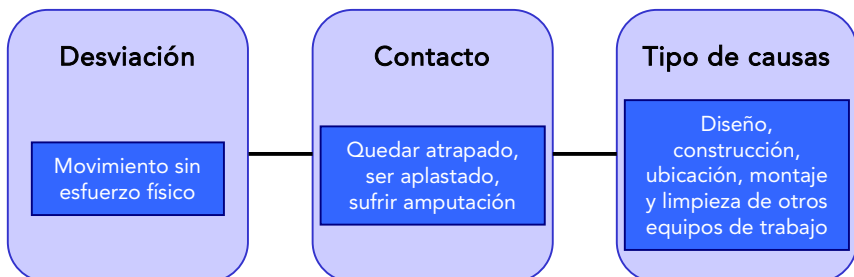 Desviación
Movimiento sin
esfuerzo físico
Contacto
Quedar atrapado,
ser aplastado,
sufrir amputación
Tipo de causas
Diseño,
construcción,
ubicación, montaje
y limpieza de otros
equipos de trabajo